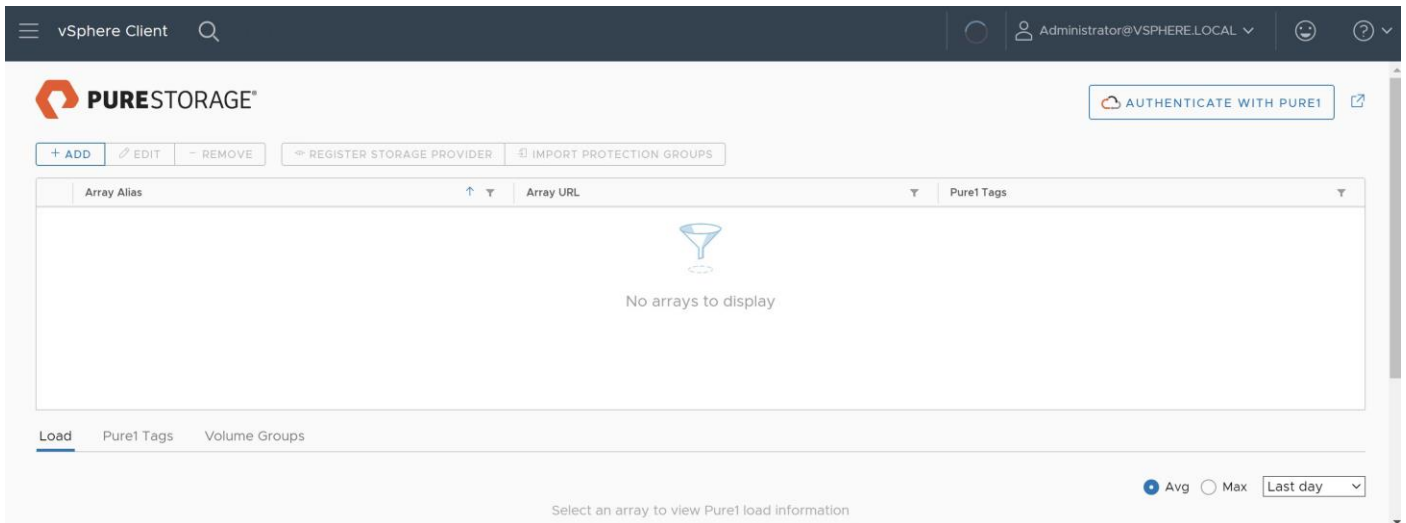 vSphere Client
Administrator@VSPHERE.LOCAL
PURESTORAGE®
AUTHENTICATE WITH PURE1
+ ADD EDIT - REMOVE REGISTER STORAGE PROVIDER IMPORT PROTECTION GROUPS
Array Alias Array URL Pure1 Tags
No arrays to display
Load Pure1 Tags Volume Groups
Avg Max Last day
Select an array to view Pure1 load information